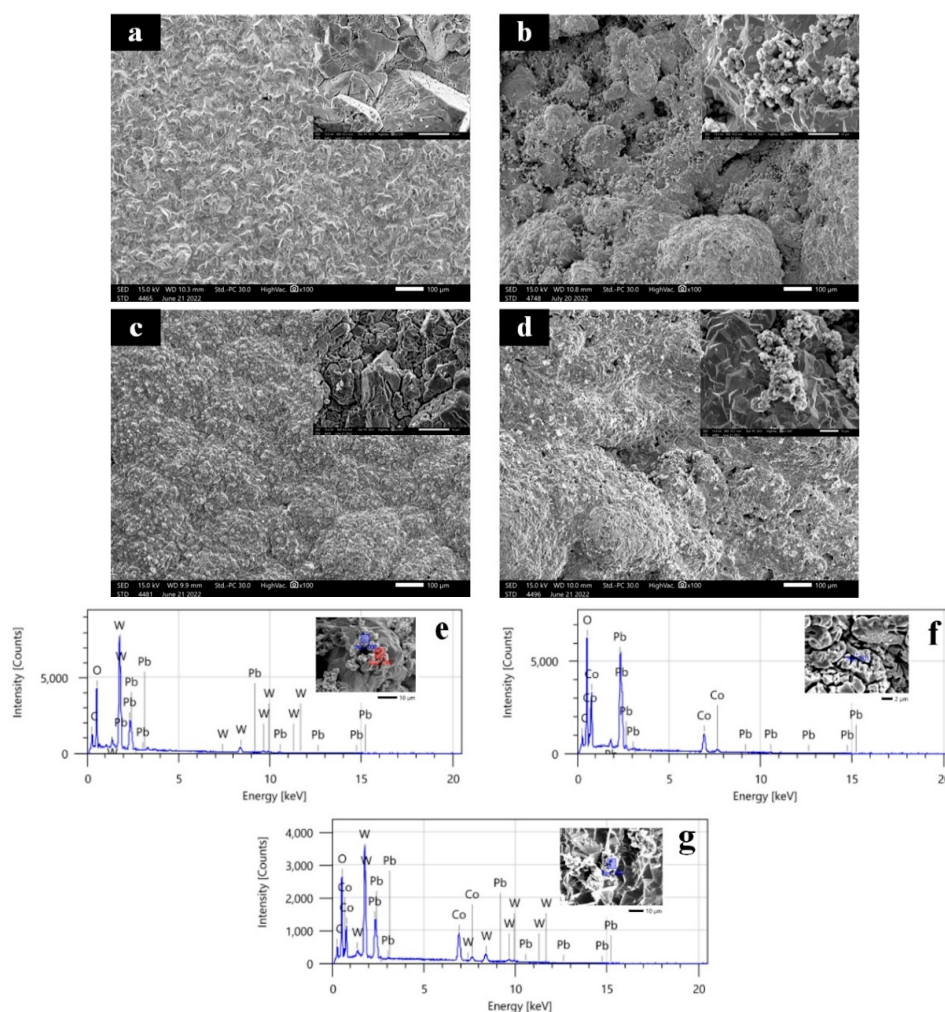 a
SED 15.0 kV WD 10.3 mm Std.-PC 30.0 HighVac. x100 100 µm
STD 4465 June 21 2022
b
SED 15.0 kV WD 10.8 mm Std.-PC 30.0 HighVac. x100 100 µm
STD 4748 July 20 2022
c
SED 15.0 kV WD 9.9 mm Std.-PC 30.0 HighVac. x100 100 µm
STD 4481 June 21 2022
d
SED 15.0 kV WD 10.0 mm Std.-PC 30.0 HighVac. x100 100 µm
STD 4496 June 21 2022
e
Intensity [Counts]
5,000
0
O
C
W
W
Pb
Pb
Pb
Pb
W
Pb
W
W
Pb
W
W
Pb
W
W
Pb
Pb
Pb
10 µm
0 5 10 15 20
Energy [keV]
f
Intensity [Counts]
5,000
0
O
Co
Co
Pb
Pb
Pb
Co
Co
Pb
Pb
Pb
Pb
Pb
2 µm
0 5 10 15 20
Energy [keV]
g
Intensity [Counts]
4,000
3,000
2,000
1,000
0
O
Co
Co
C
W
W
W
Pb
Pb
Pb
Pb
Co
Co
W
W
Pb
W
W
Pb
W
W
Pb
Pb
Pb
10 µm
0 5 10 15 20
Energy [keV]